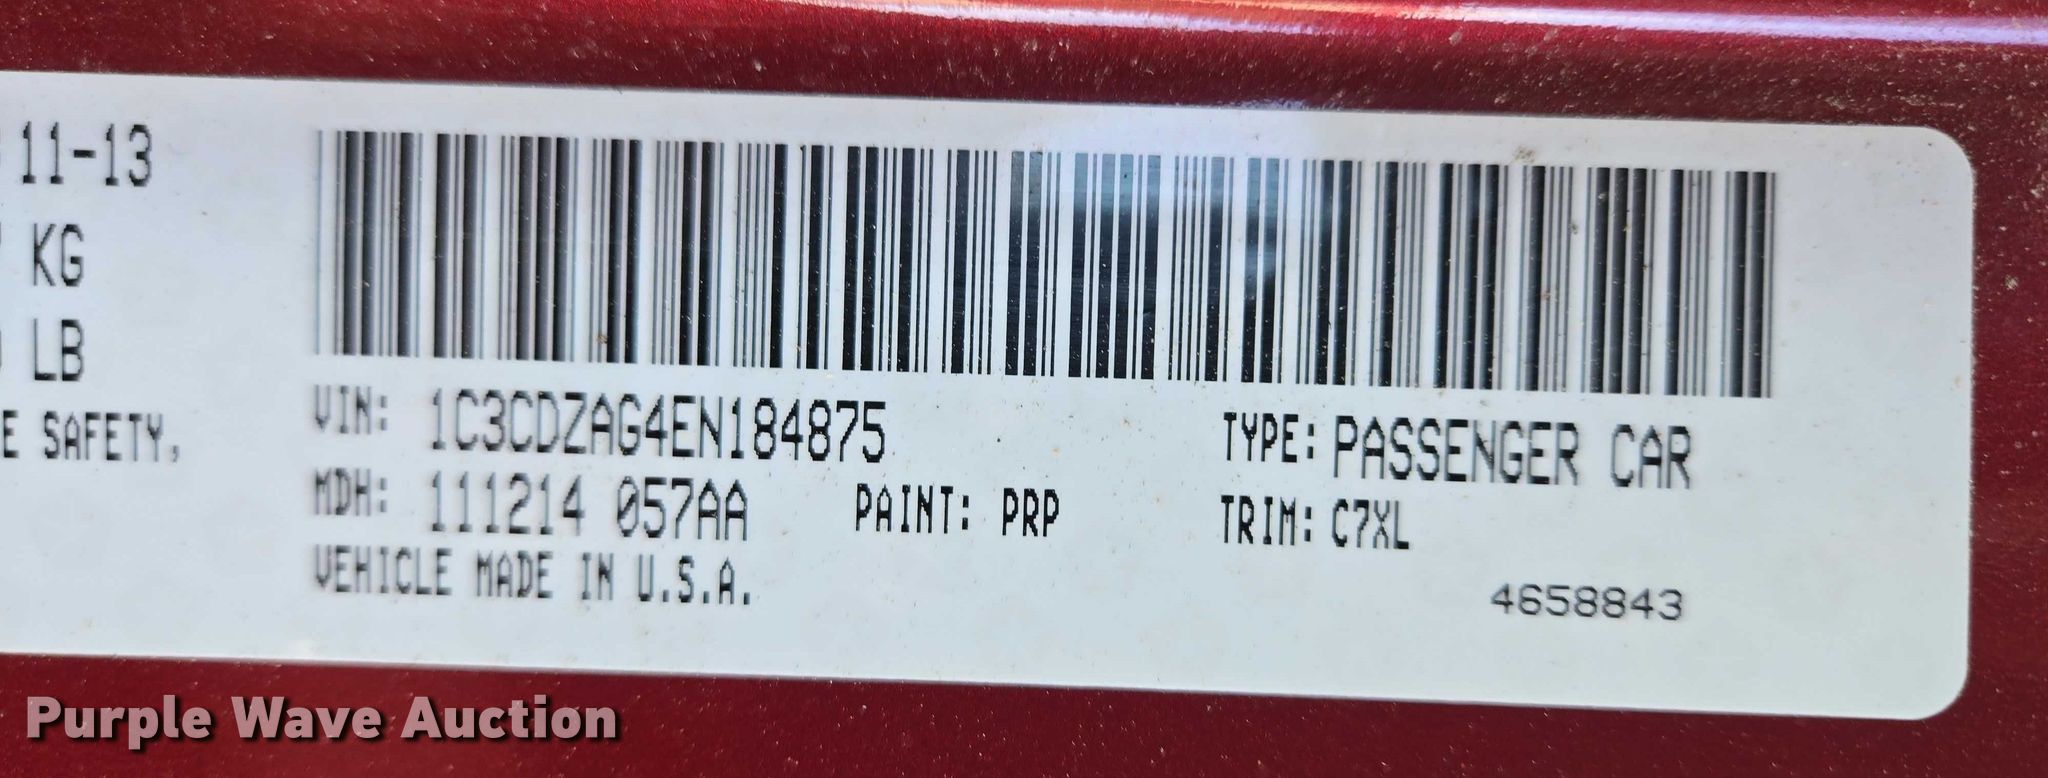 11-13
KG
LB
E SAFETY,
VIN: 1C3CDZAG4EN184875
TYPE: PASSENGER CAR
MDH: 111214 057AA
PAINT: PRP
TRIM: C7XL
VEHICLE MADE IN U.S.A.
4658843
Purple Wave Auction